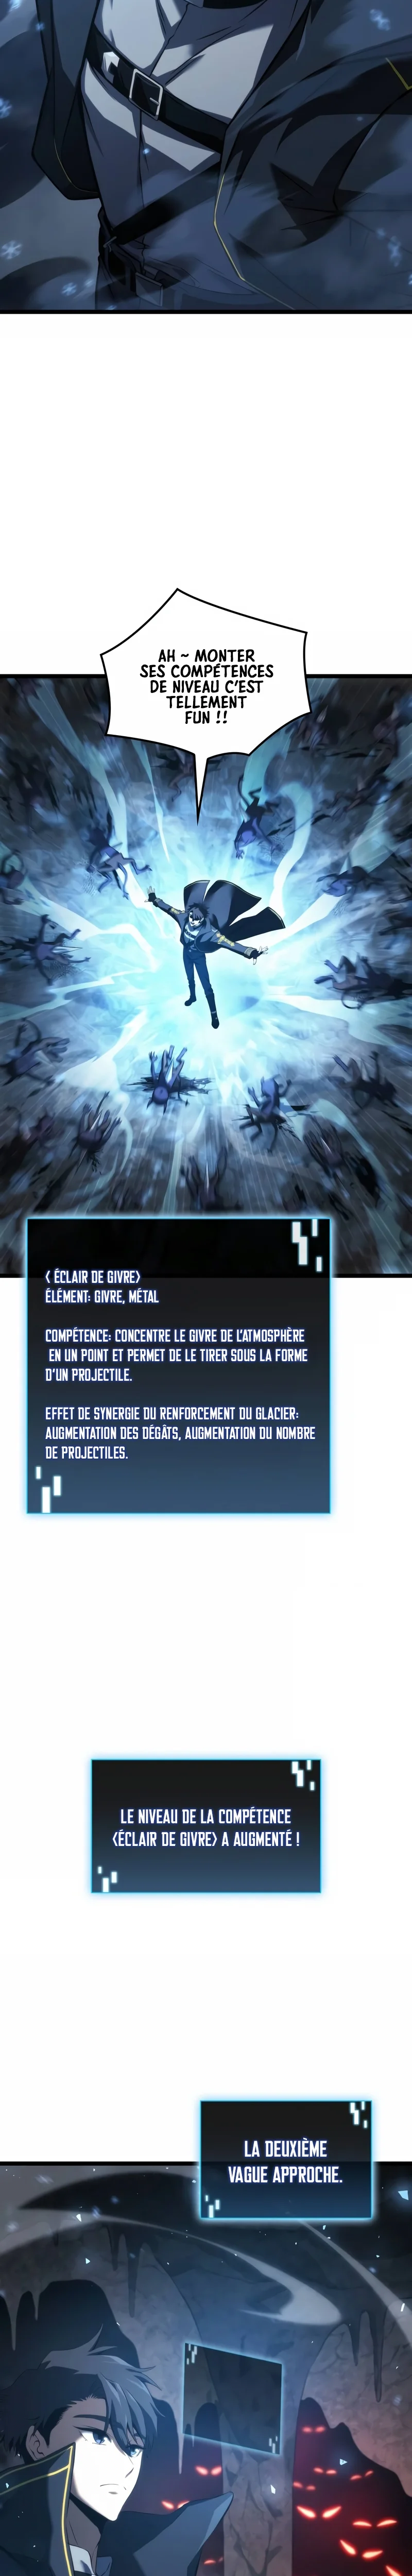 AH ~ MONTER
SES COMPÉTENCES
DE NIVEAU C'EST
TELLEMENT
FUN !!
< ÉCLAIR DE GIVRE>
ÉLÉMENT: GIVRE, MÉTAL
COMPÉTENCE: CONCENTRE LE GIVRE DE L'ATMOSPHÈRE
EN UN POINT ET PERMET DE LE TIRER SOUS LA FORME
D'UN PROJECTILE.
EFFET DE SYNERGIE DU RENFORCEMENT DU GLACIER:
AUGMENTATION DES DÉGÂTS, AUGMENTATION DU NOMBRE
DE PROJECTILES.
LE NIVEAU DE LA COMPÉTENCE
<ÉCLAIR DE GIVRE> A AUGMENTÉ !
LA DEUXIÈME
VAGUE APPROCHE.